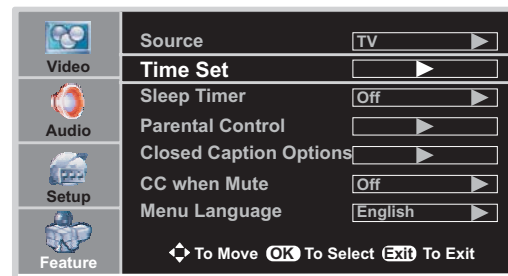 Video
Audio
Setup
Feature
Source TV
Time Set
Sleep Timer Off
Parental Control
Closed Caption Options
CC when Mute Off
Menu Language English
To Move OK To Select Exit To Exit